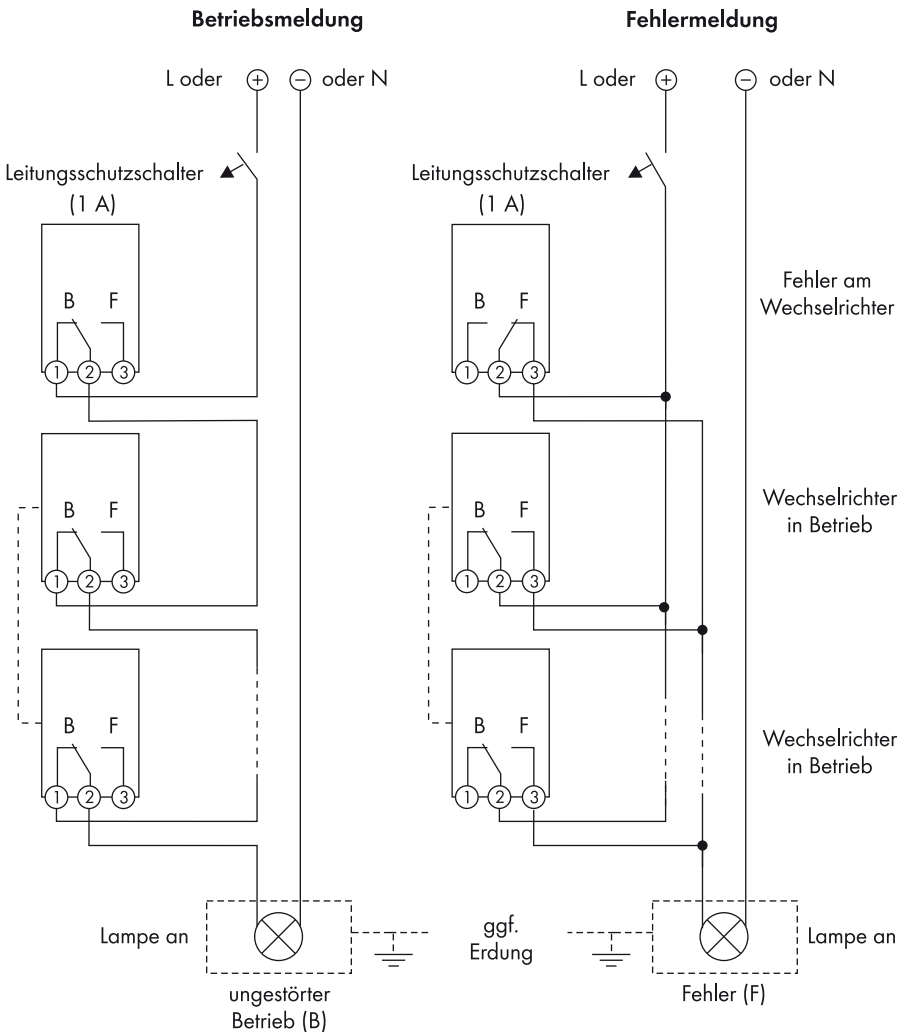 Betriebsmeldung
Fehlermeldung
L oder + − oder N
L oder + − oder N
Leitungsschutzschalter
(1 A)
Leitungsschutzschalter
(1 A)
B F
1 2 3
B F
1 2 3
Fehler am
Wechselrichter
B F
1 2 3
B F
1 2 3
Wechselrichter
in Betrieb
B F
1 2 3
B F
1 2 3
Wechselrichter
in Betrieb
Lampe an
ggf.
Erdung
Lampe an
ungestörter
Betrieb (B)
Fehler (F)